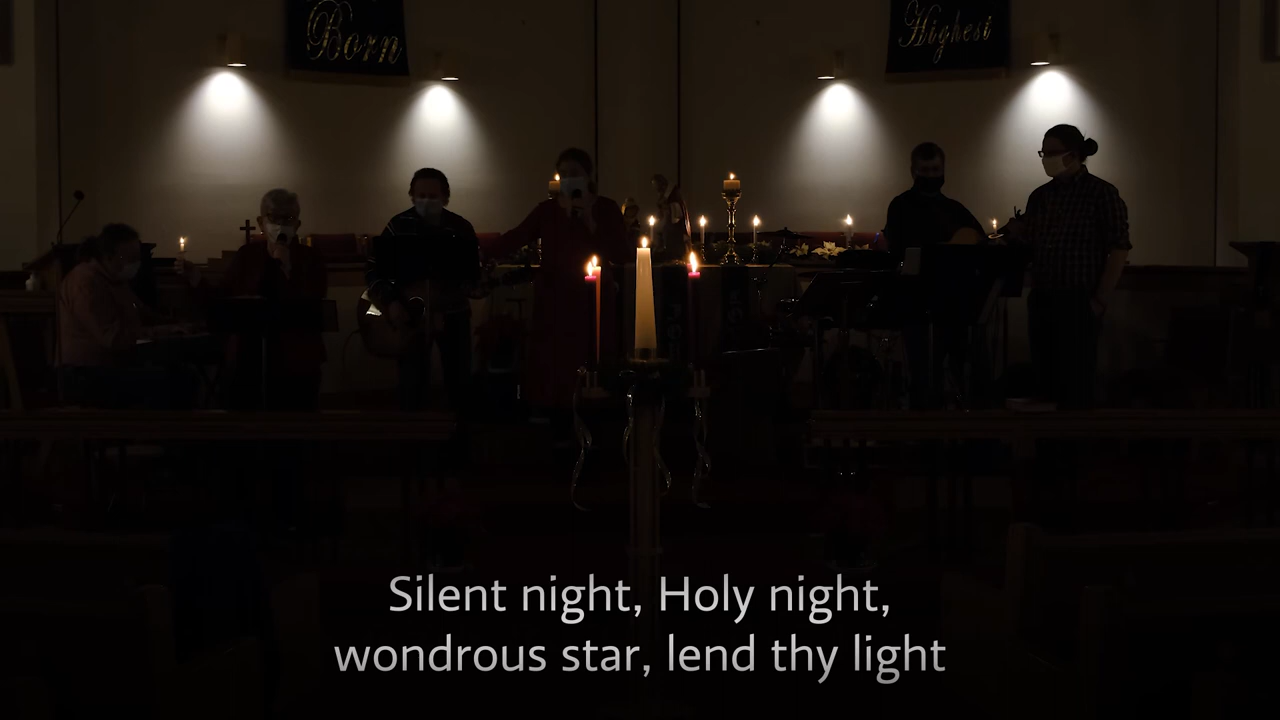 Born
Highest
Silent night, Holy night,
wondrous star, lend thy light